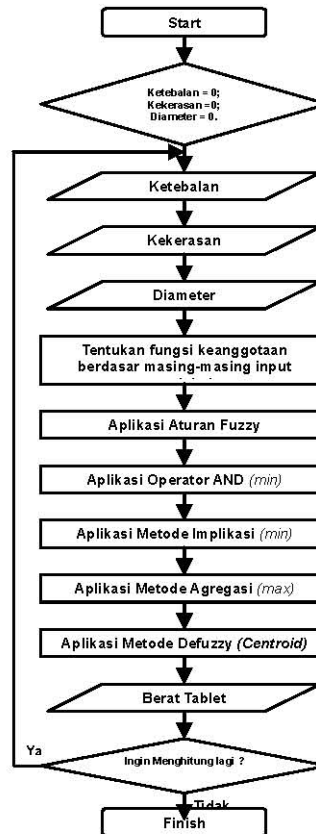 Start
Ketebalan = 0;
Kekerasan =0;
Diameter = 0.
Ketebalan
Kekerasan
Diameter
Tentukan fungsi keanggotaan
berdasar masing-masing input
Aplikasi Aturan Fuzzy
Aplikasi Operator AND (min)
Aplikasi Metode Implikasi (min)
Aplikasi Metode Agregasi (max)
Aplikasi Metode Defuzzy (Centroid)
Berat Tablet
Ya
Ingin Menghitung lagi ?
Tidak
Finish